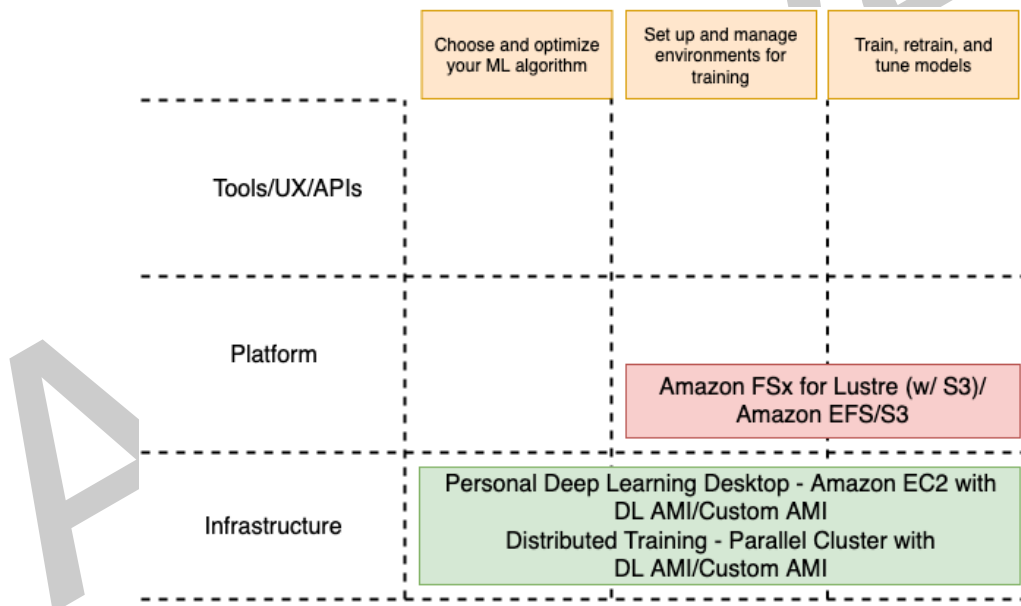 Choose and optimize
your ML algorithm
Set up and manage
environments for
training
Train, retrain, and
tune models
Tools/UX/APIs
Platform
Amazon FSx for Lustre (w/ S3)/
Amazon EFS/S3
Infrastructure
Personal Deep Learning Desktop - Amazon EC2 with
DL AMI/Custom AMI
Distributed Training - Parallel Cluster with
DL AMI/Custom AMI